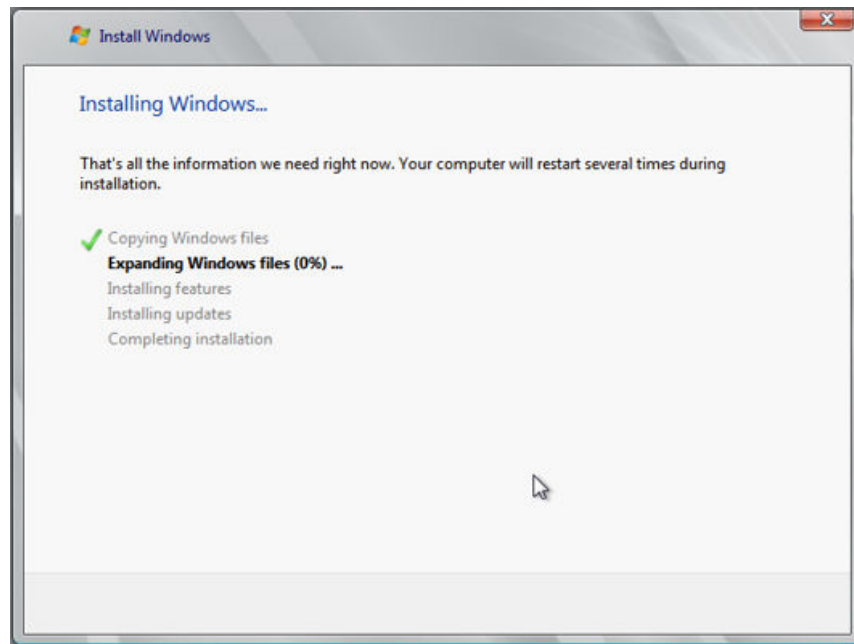 Install Windows
Installing Windows...
That's all the information we need right now. Your computer will restart several times during
installation.
Copying Windows files
Expanding Windows files (0%) ...
Installing features
Installing updates
Completing installation